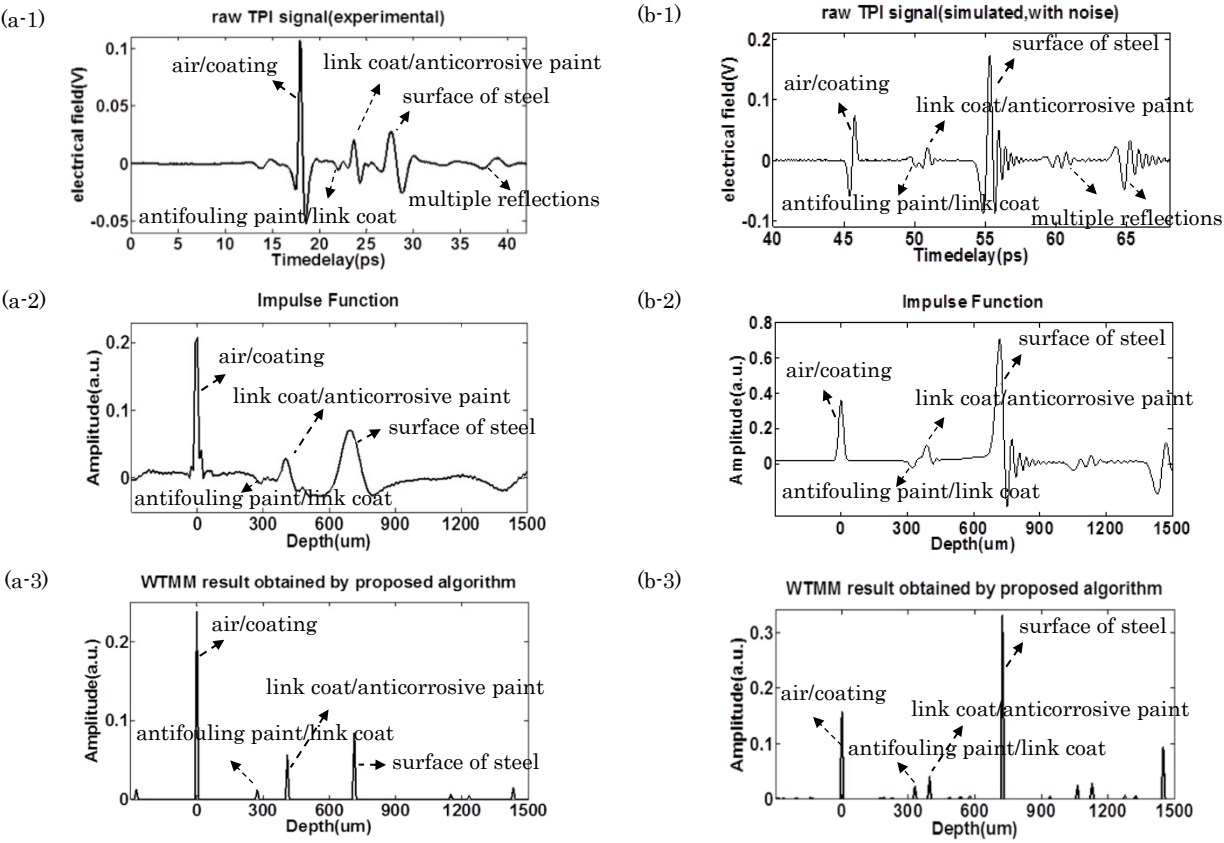 (a-1)
raw TPI signal(experimental)
electrical field(V)
0.1
0.05
0
-0.05
air/coating
link coat/anticorrosive paint
surface of steel
antifouling paint/link coat
multiple reflections
0 5 10 15 20 25 30 35 40
Timedelay(ps)
(b-1)
raw TPI signal(simulated,with noise)
electrical field(V)
0.2
0.1
0
-0.1
surface of steel
air/coating
link coat/anticorrosive paint
antifouling paint/link coat
multiple reflections
40 45 50 55 60 65
Timedelay(ps)
(a-2)
Impulse Function
Amplitude(a.u.)
0.2
0.1
0
air/coating
link coat/anticorrosive paint
surface of steel
antifouling paint/link coat
0 300 600 900 1200 1500
Depth(um)
(b-2)
Impulse Function
Amplitude(a.u.)
0.8
0.6
0.4
0.2
0
surface of steel
air/coating
link coat/anticorrosive paint
antifouling paint/link coat
0 300 600 900 1200 1500
Depth(um)
(a-3)
WTMM result obtained by proposed algorithm
Amplitude(a.u.)
0.2
0.1
0
air/coating
link coat/anticorrosive paint
antifouling paint/link coat
surface of steel
0 300 600 900 1200 1500
Depth(um)
(b-3)
WTMM result obtained by proposed algorithm
Amplitude(a.u.)
0.3
0.2
0.1
0
surface of steel
air/coating
link coat/anticorrosive paint
antifouling paint/link coat
0 300 600 900 1200 1500
Depth(um)